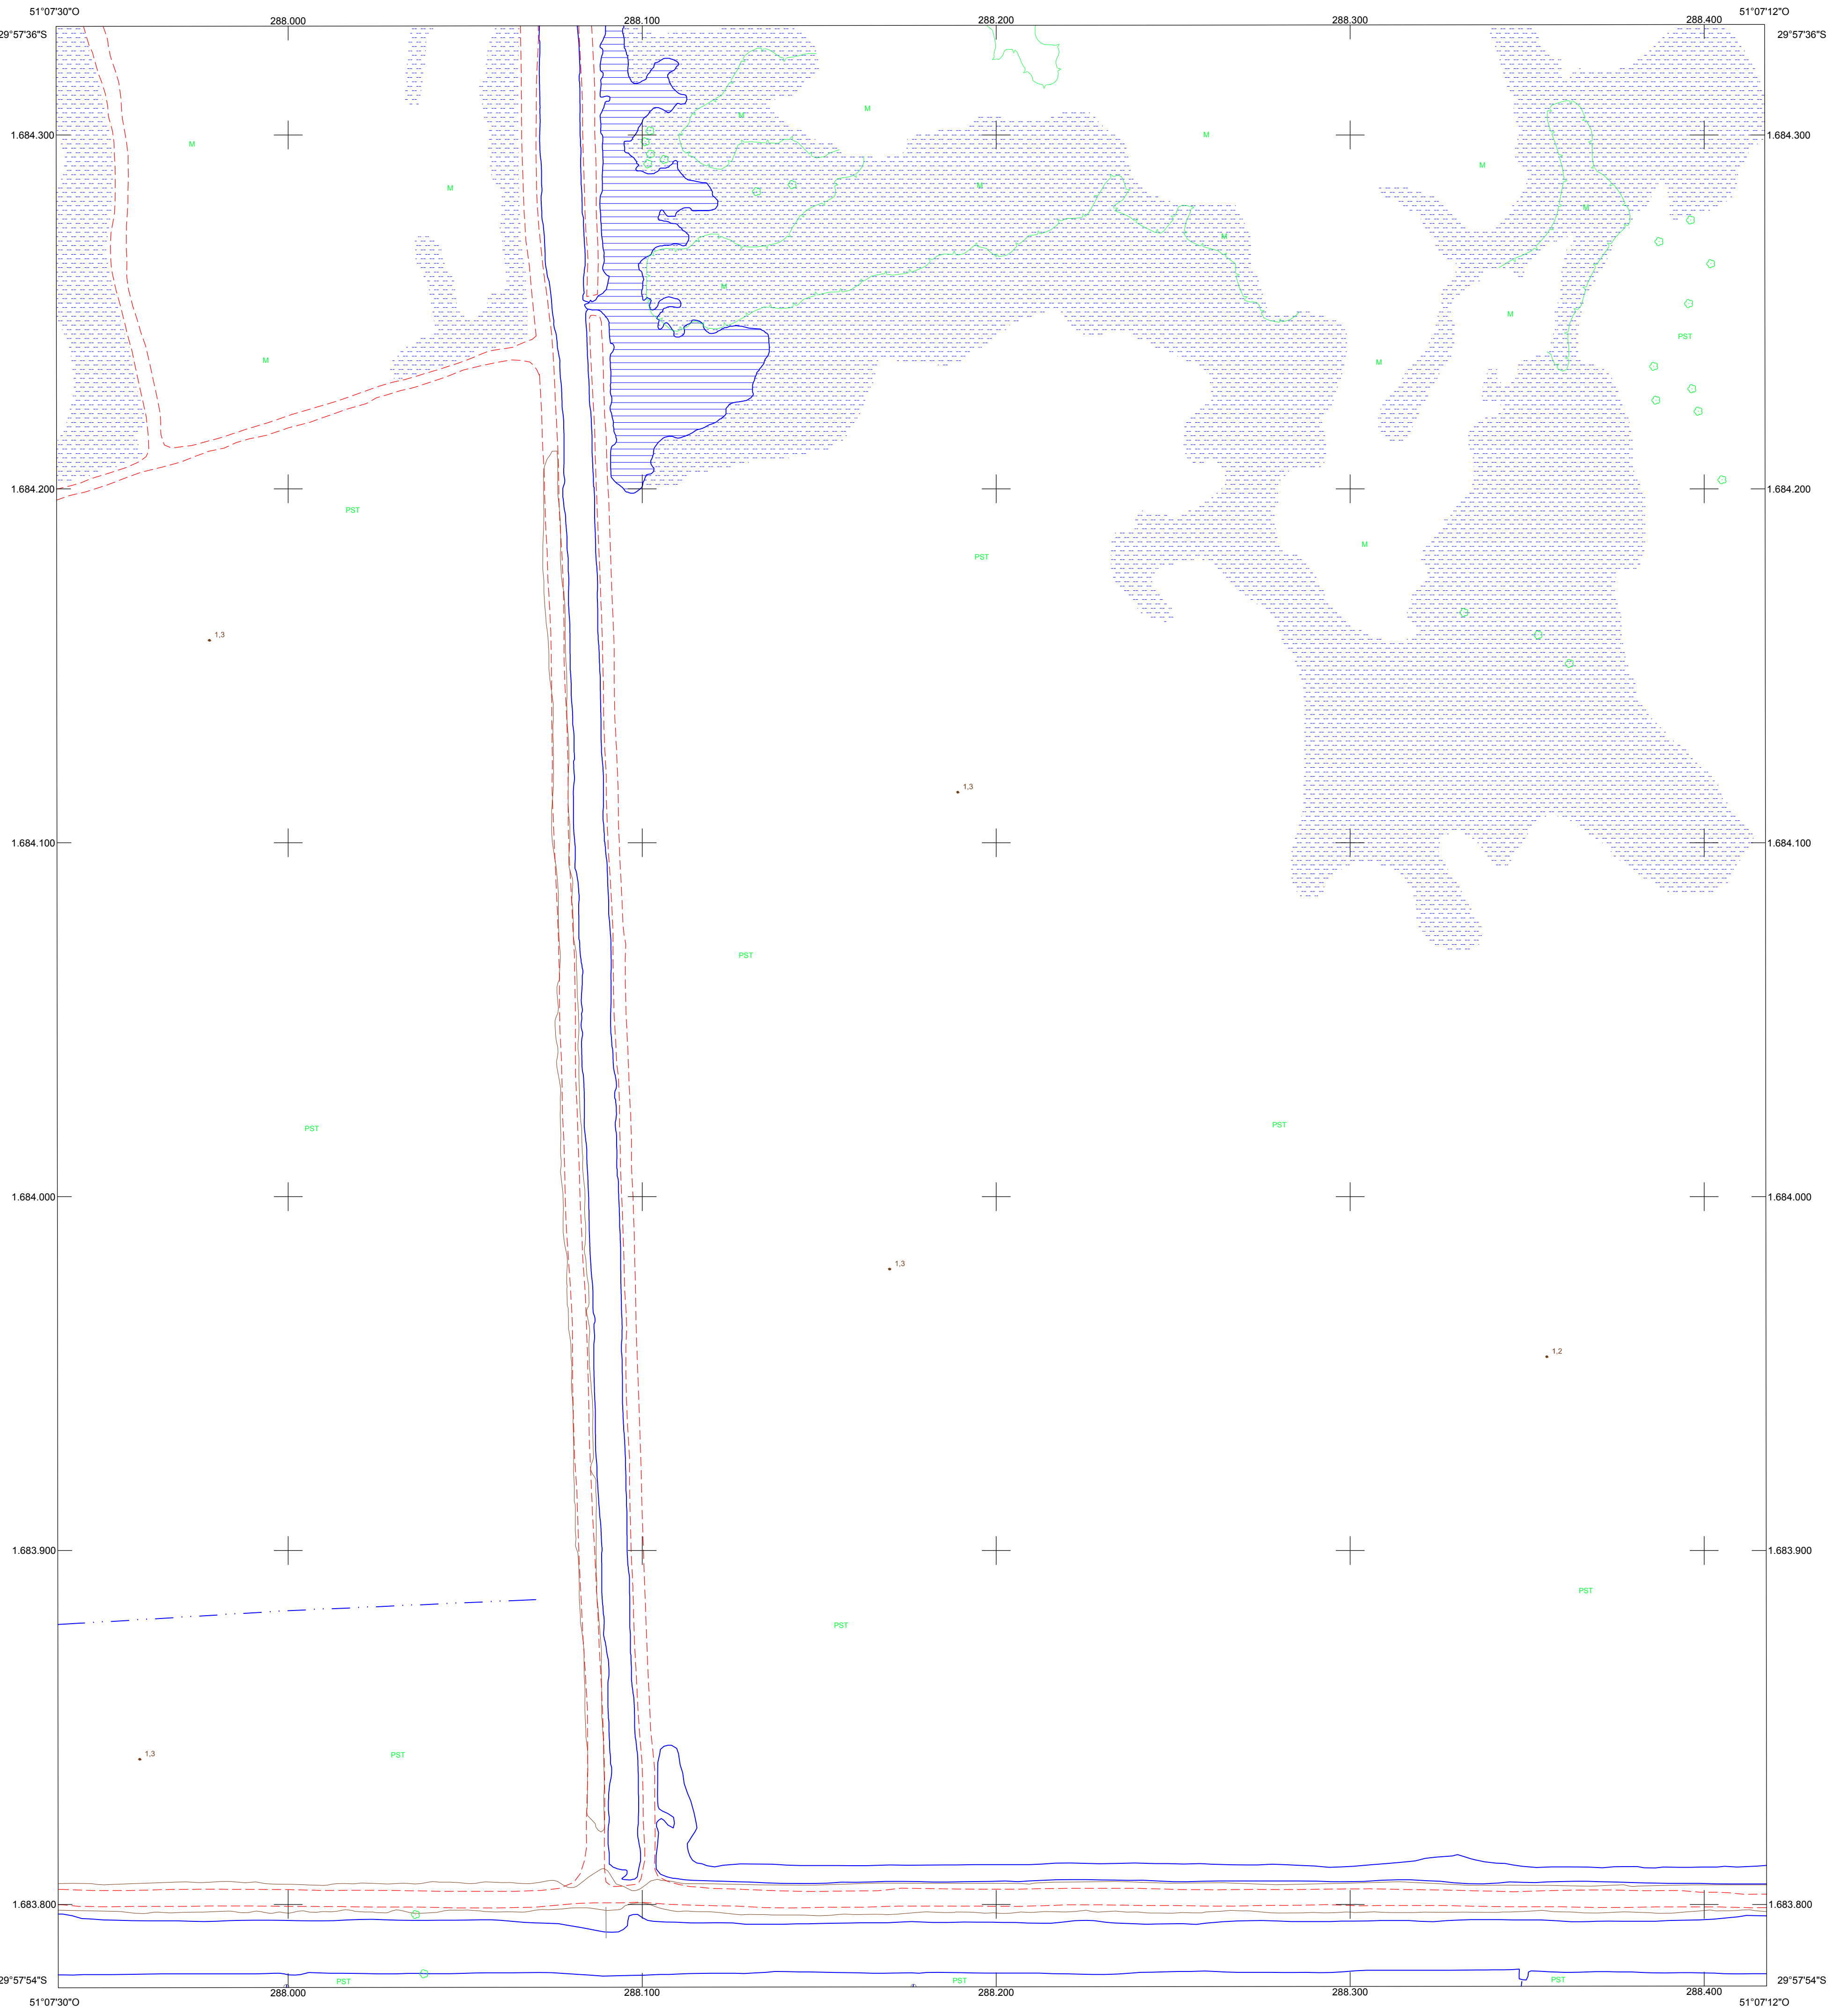 51°07'30"O 51°07'12"O
288.000 288.100 288.200 288.300 288.400
29°57'36"S 29°57'36"S
M
1.684.300 M M 1.684.300
M
M
M M M
M
M
M M
PST
M M
1.684.200 1.684.200
PST
M
PST
1,3
1,3
1.684.100 1.684.100
PST
PST PST
1.684.000 1.684.000
1,3
1,2
1.683.900 1.683.900
PST
PST
1,3 PST
1.683.800 1.683.800
29°57'54"S PST PST PST 29°57'54"S
288.000 288.100 288.200 288.300 288.400
51°07'30"O 51°07'12"O